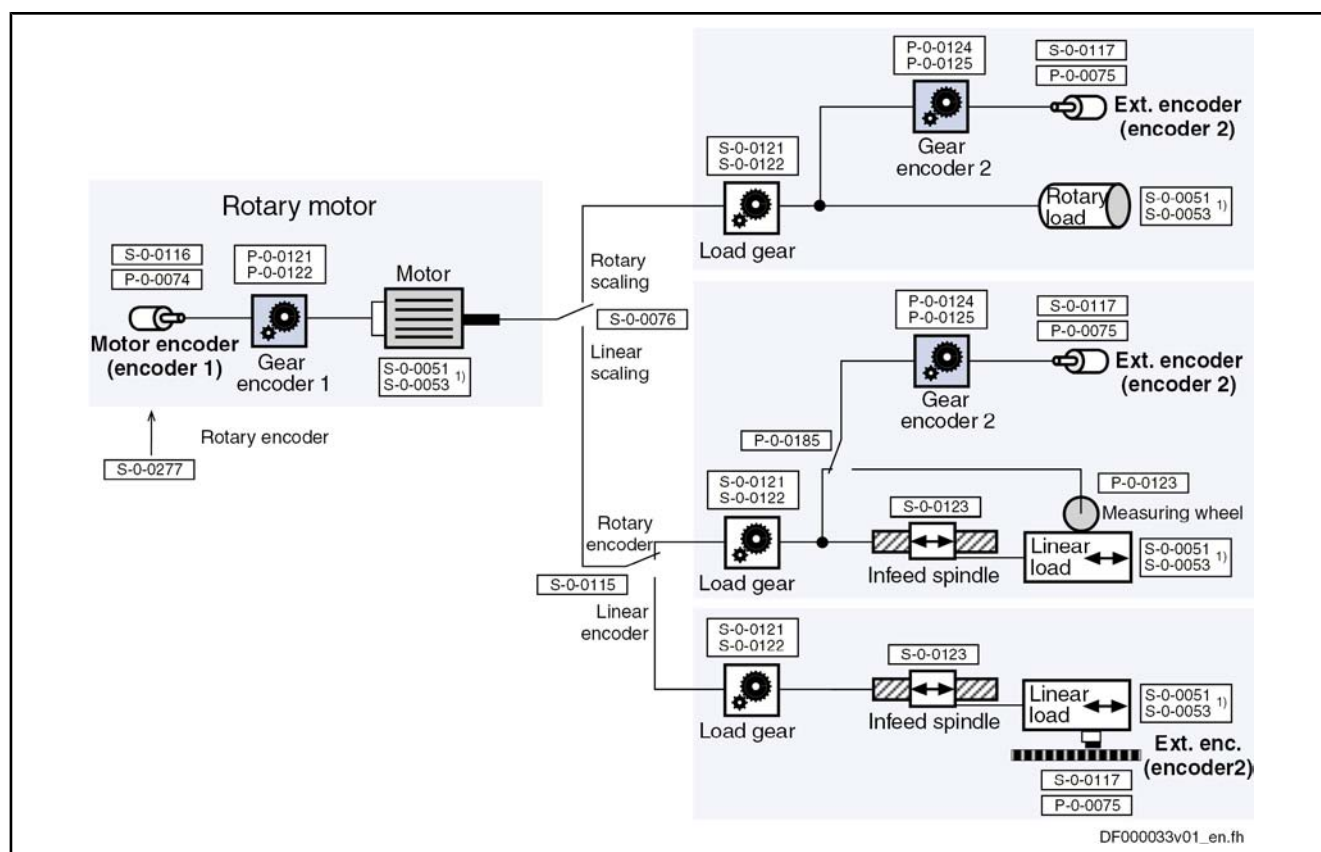 P-0-0124
P-0-0125
S-0-0117
P-0-0075
Ext. encoder
(encoder 2)
Gear
encoder 2
S-0-0121
S-0-0122
Load gear
Rotary
load
S-0-0051
S-0-0053 1)
Rotary motor
S-0-0116
P-0-0074
P-0-0121
P-0-0122
Motor
Motor encoder
(encoder 1)
Gear
encoder 1
S-0-0051
S-0-0053 1)
Rotary encoder
S-0-0277
Rotary
scaling
S-0-0076
Linear
scaling
P-0-0124
P-0-0125
S-0-0117
P-0-0075
Ext. encoder
(encoder 2)
Gear
encoder 2
P-0-0185
S-0-0121
S-0-0122
Load gear
S-0-0123
Infeed spindle
P-0-0123
Measuring wheel
Linear
load
S-0-0051
S-0-0053 1)
Rotary
encoder
S-0-0115
Linear
encoder
S-0-0121
S-0-0122
Load gear
S-0-0123
Infeed spindle
Linear
load
S-0-0051
S-0-0053 1)
Ext. enc.
(encoder2)
S-0-0117
P-0-0075
DF000033v01_en.fh